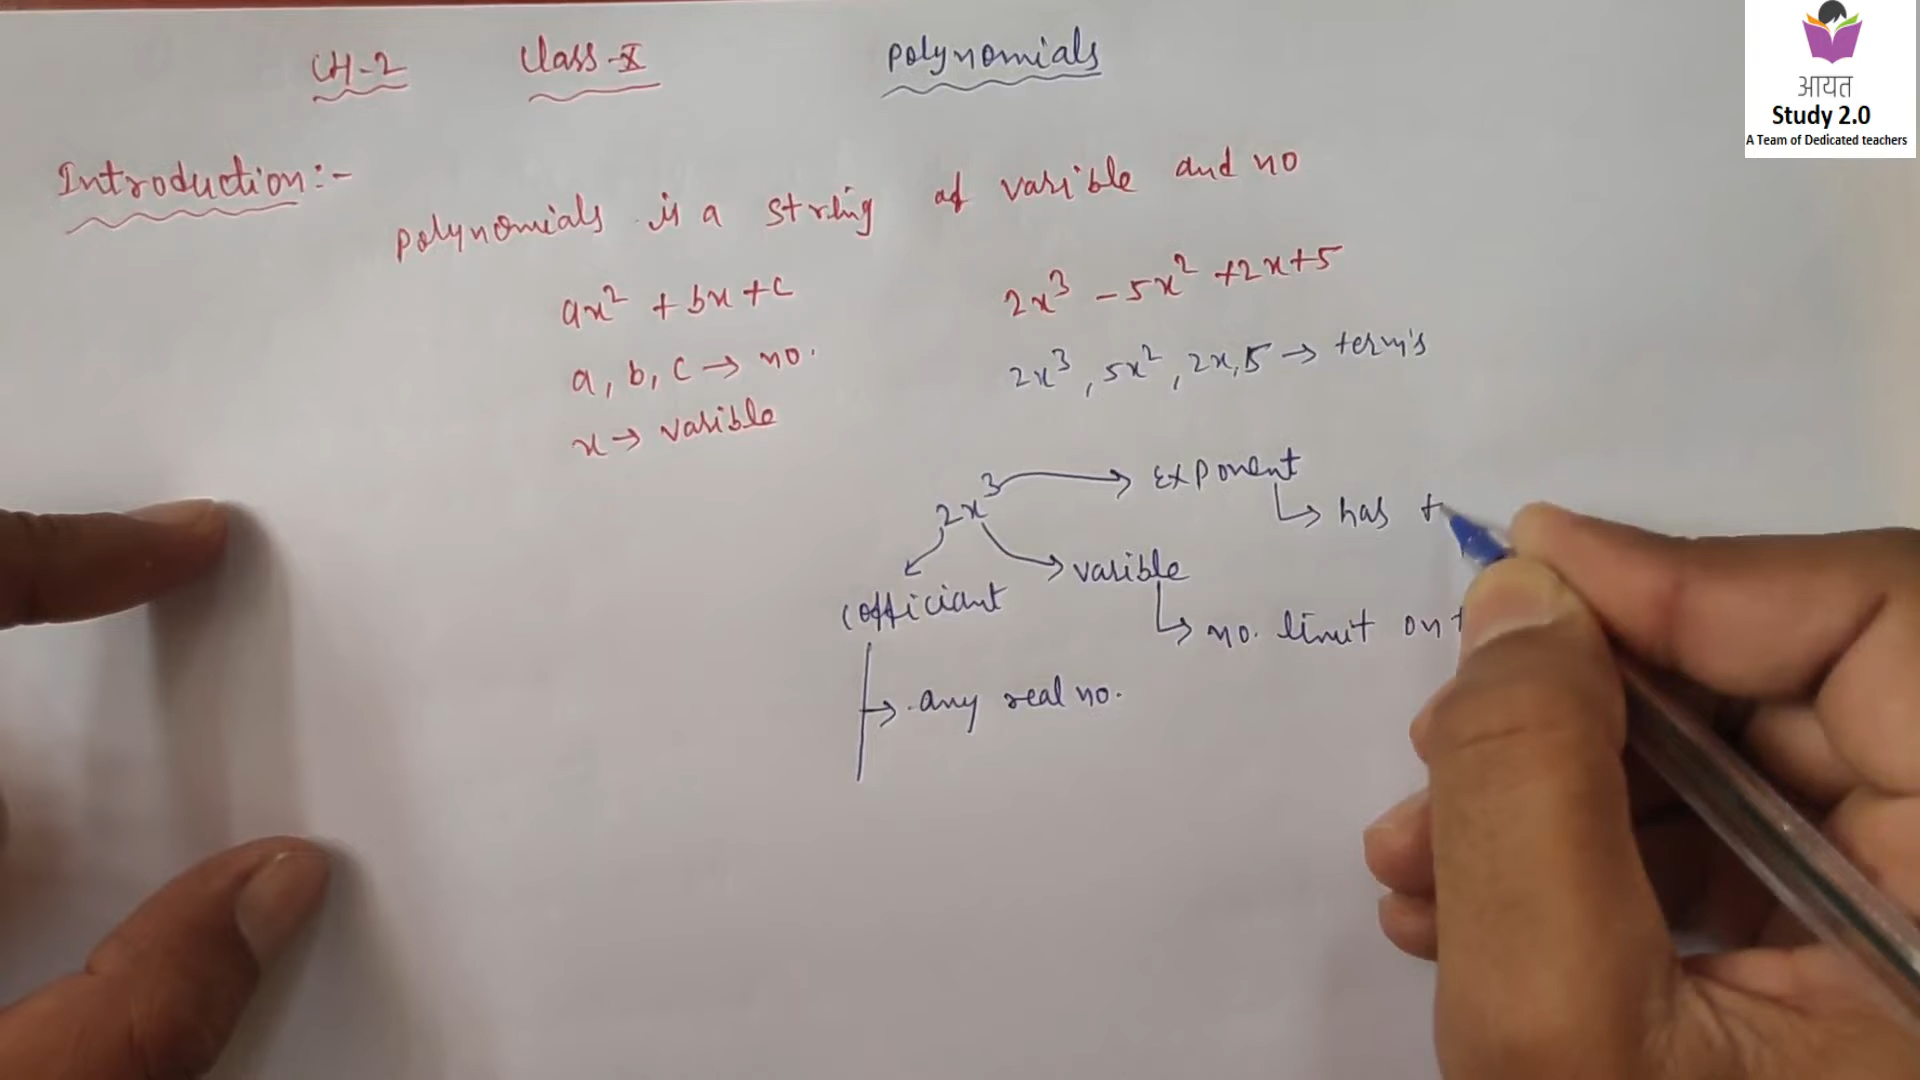 CH-2 Class-X polynomials
Introduction:-
polynomials is a string of varible and no
ax² + bx + c
2x³ - 5x² + 2x + 5
a, b, c → no.
2x³, 5x², 2x, 5 → term's
x → varible
2x³ → exponent
has
varible
cofficiant
no. limit on
any real no.
आयत
Study 2.0
A Team of Dedicated teachers